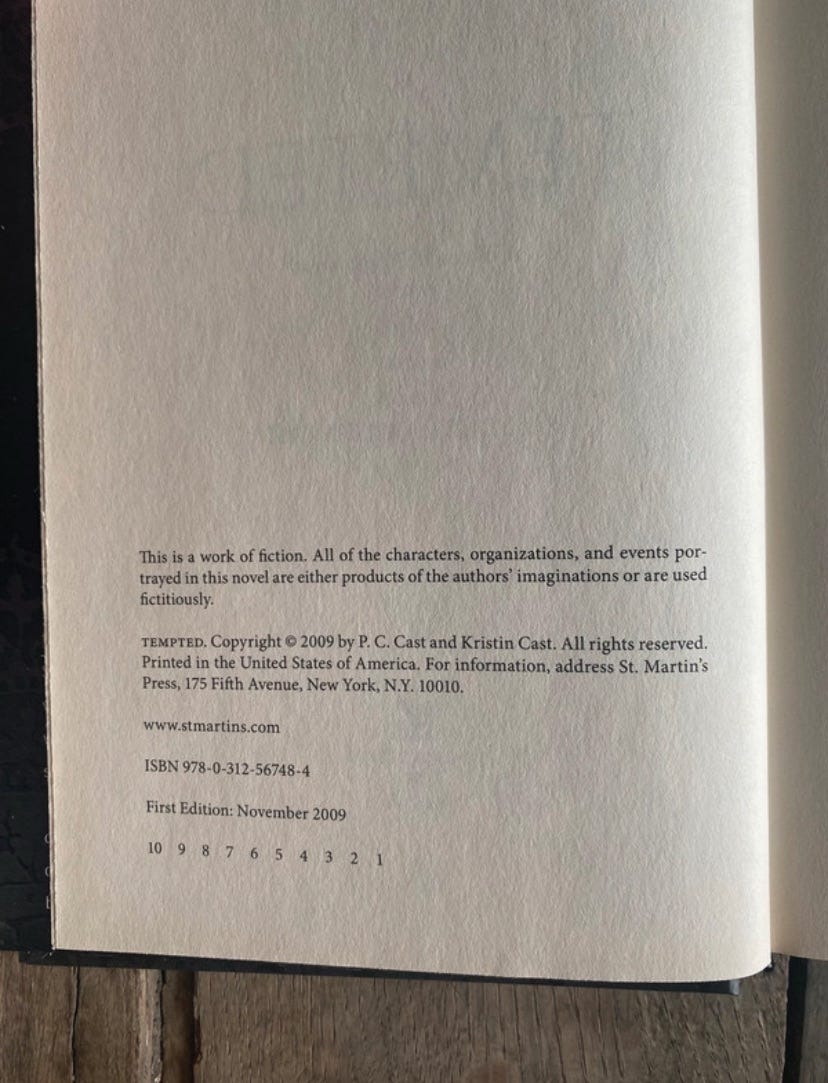 This is a work of fiction. All of the characters, organizations, and events por-
trayed in this novel are either products of the authors’ imaginations or are used
fictitiously.
TEMPTED. Copyright © 2009 by P. C. Cast and Kristin Cast. All rights reserved.
Printed in the United States of America. For information, address St. Martin’s
Press, 175 Fifth Avenue, New York, N.Y. 10010.
www.stmartins.com
ISBN 978-0-312-56748-4
First Edition: November 2009
10 9 8 7 6 5 4 3 2 1